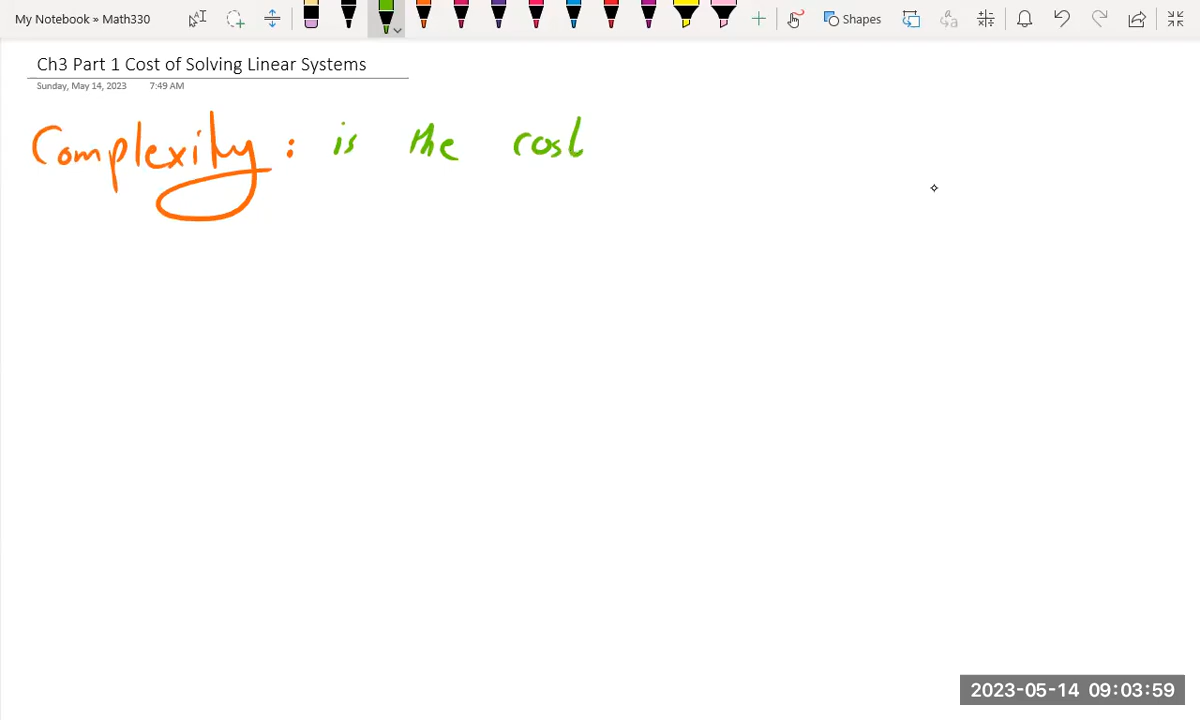 My Notebook » Math330
Shapes
Ch3 Part 1 Cost of Solving Linear Systems
Sunday, May 14, 2023 7:49 AM
Complexity : is the cost
2023-05-14 09:03:59